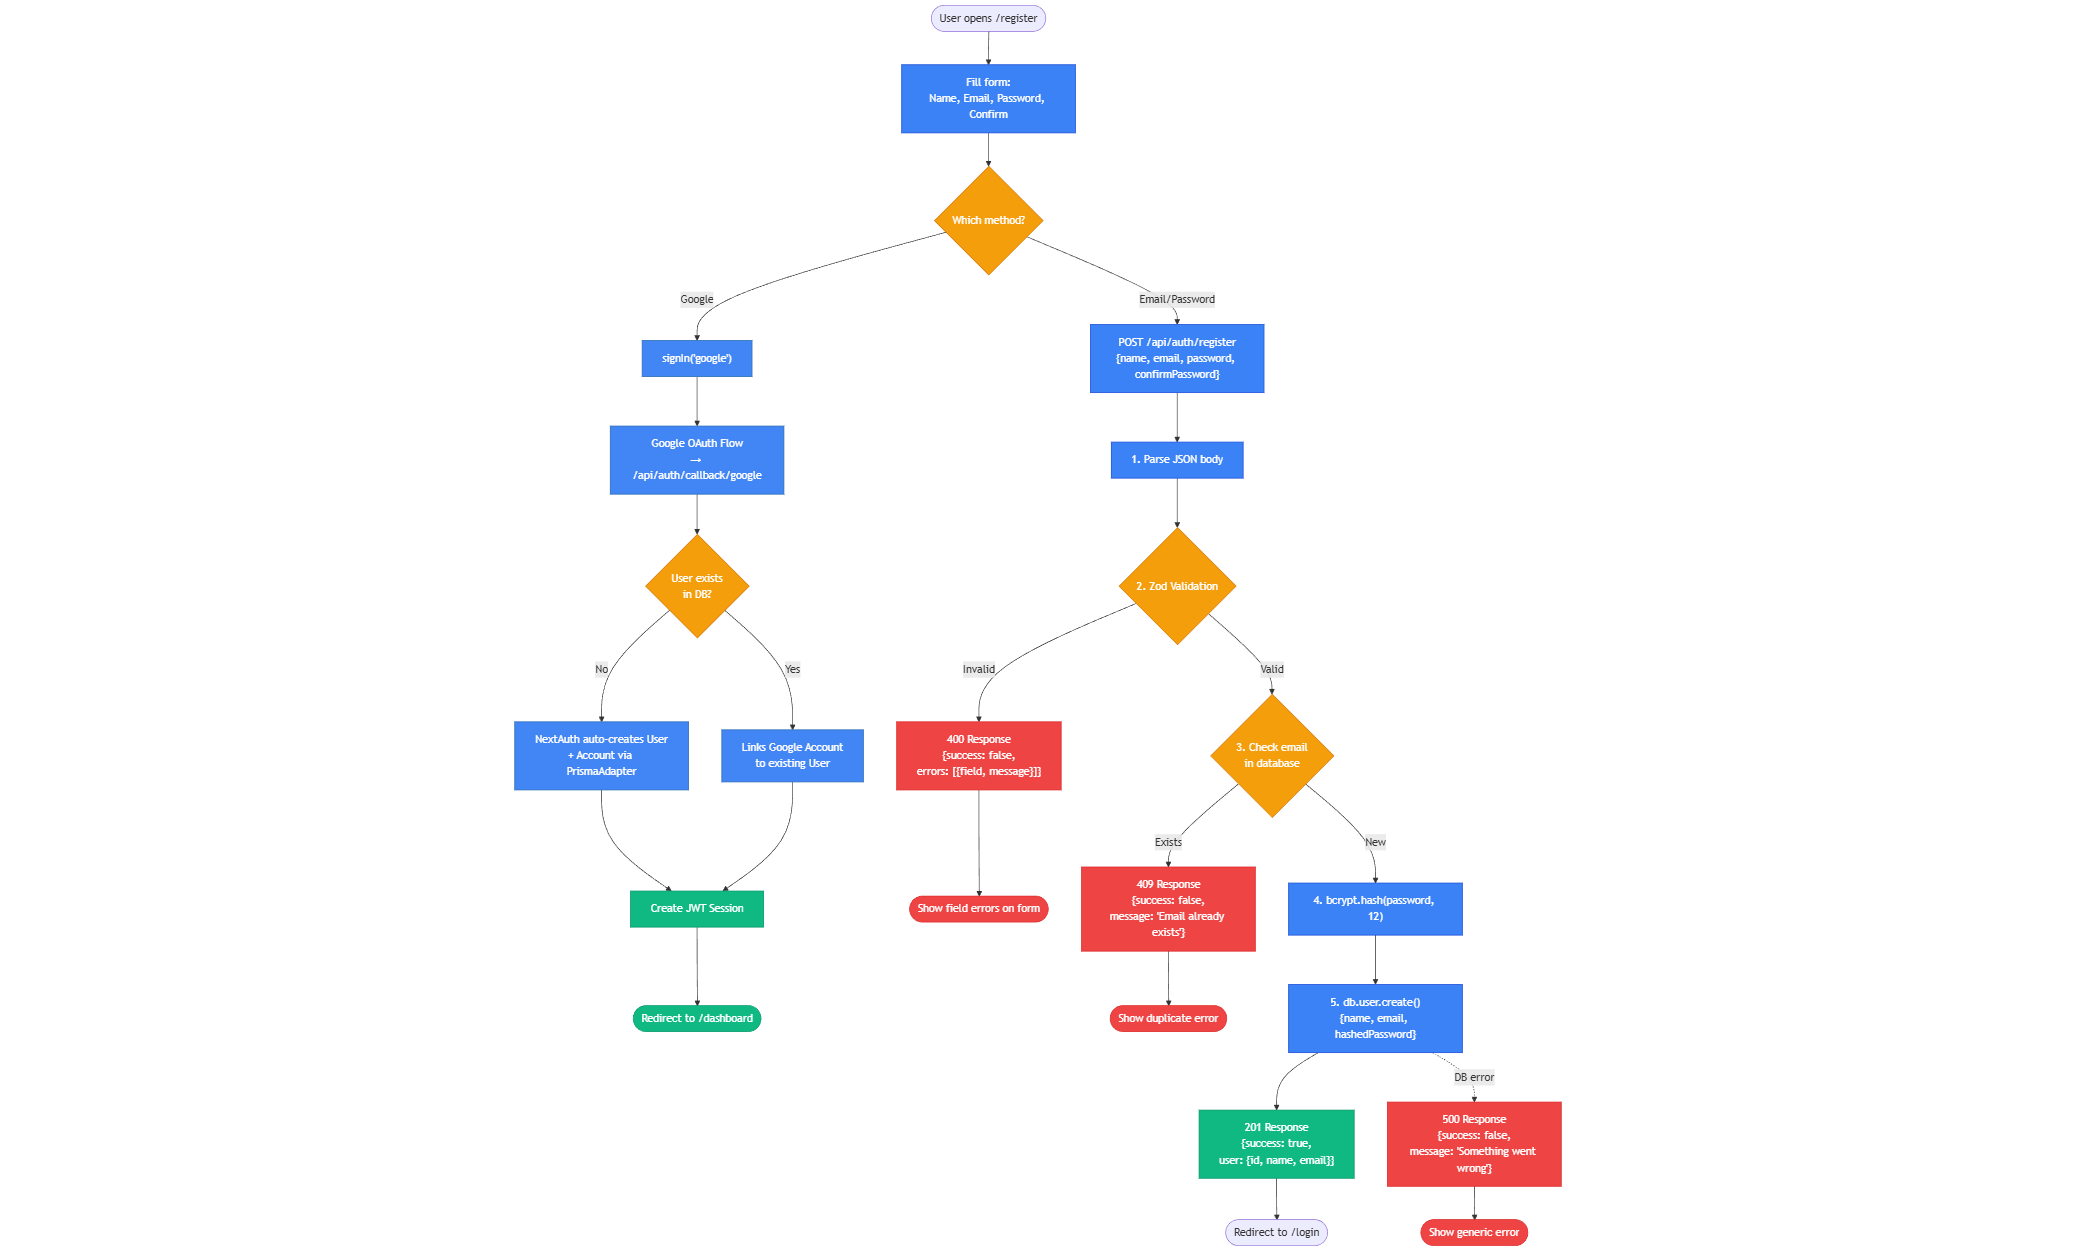 User opens /register
Fill form:
Name, Email, Password,
Confirm
Which method?
Google
Email/Password
signIn('google')
POST /api/auth/register
{name, email, password,
confirmPassword}
Google OAuth Flow
→
/api/auth/callback/google
1. Parse JSON body
User exists
in DB?
2. Zod Validation
No
Yes
Invalid
Valid
NextAuth auto-creates User
+ Account via
PrismaAdapter
Links Google Account
to existing User
400 Response
{success: false,
errors: [{field, message}]}
3. Check email
in database
Exists
New
Create JWT Session
Show field errors on form
409 Response
{success: false,
message: 'Email already
exists'}
4. bcrypt.hash(password,
12)
Redirect to /dashboard
Show duplicate error
5. db.user.create()
{name, email,
hashedPassword}
DB error
201 Response
{success: true,
user: {id, name, email}}
500 Response
{success: false,
message: 'Something went
wrong'}
Redirect to /login
Show generic error